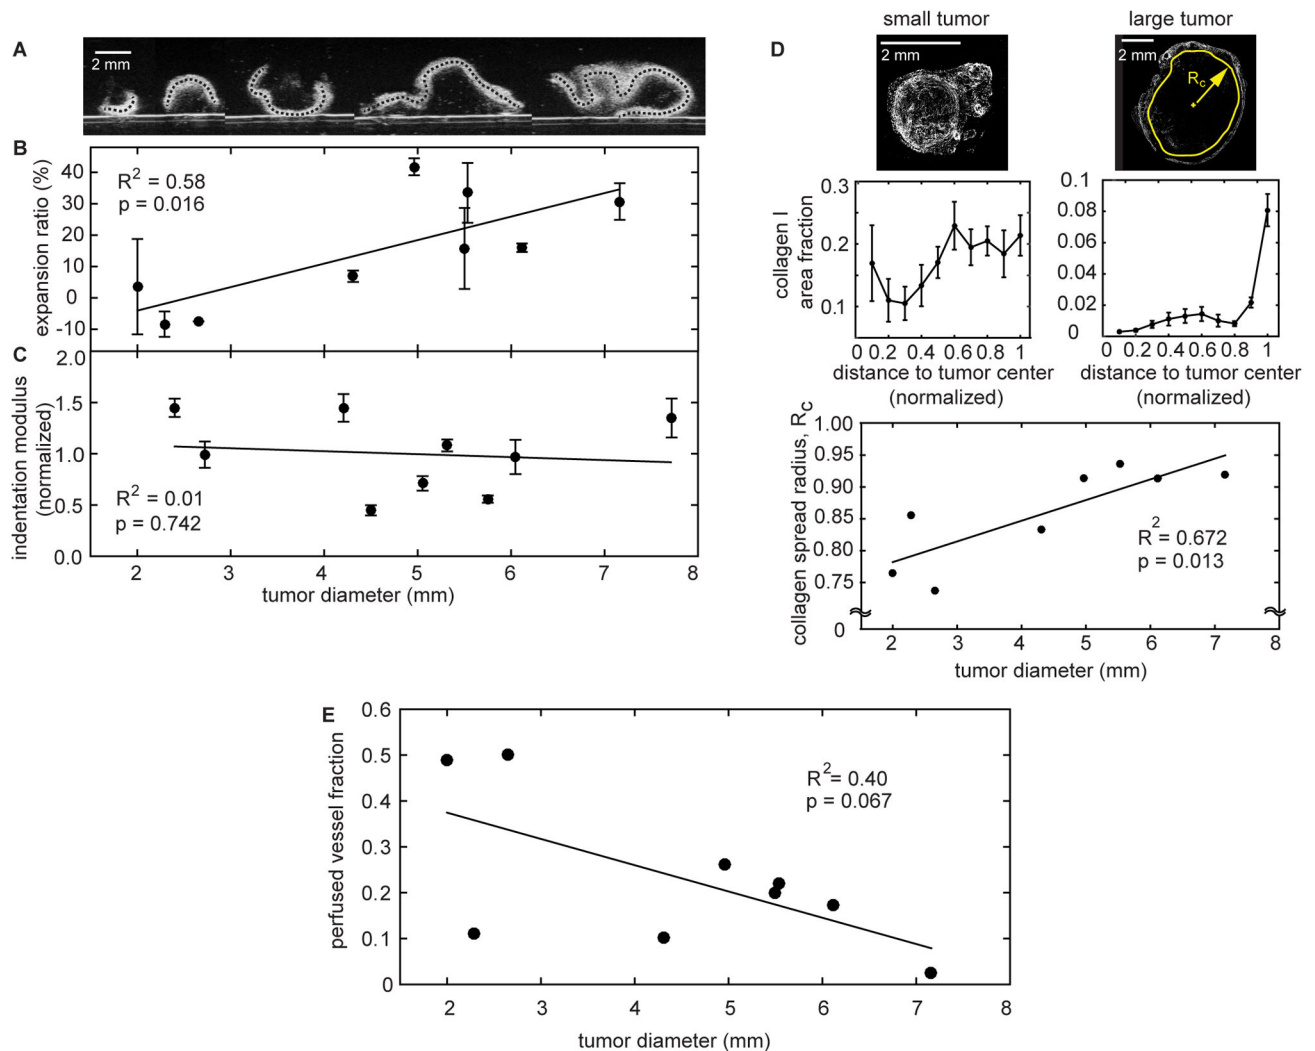 A
2 mm
B
expansion ratio (%)
40
30
20
10
0
-10
R² = 0.58
p = 0.016
C
indentation modulus
(normalized)
2.0
1.5
1.0
0.5
0.0
R² = 0.01
p = 0.742
2 3 4 5 6 7 8
tumor diameter (mm)
D
small tumor
large tumor
2 mm
2 mm
Rc
collagen I
area fraction
0.3
0.2
0.1
0 0.2 0.4 0.6 0.8 1
distance to tumor center
(normalized)
0.1
0.08
0.06
0.04
0.02
0
0 0.2 0.4 0.6 0.8 1
distance to tumor center
(normalized)
collagen spread radius, Rc
1.00
0.95
0.90
0.85
0.80
0.75
0
R² = 0.672
p = 0.013
2 3 4 5 6 7 8
tumor diameter (mm)
E
perfused vessel fraction
0.6
0.5
0.4
0.3
0.2
0.1
0
R² = 0.40
p = 0.067
2 3 4 5 6 7 8
tumor diameter (mm)